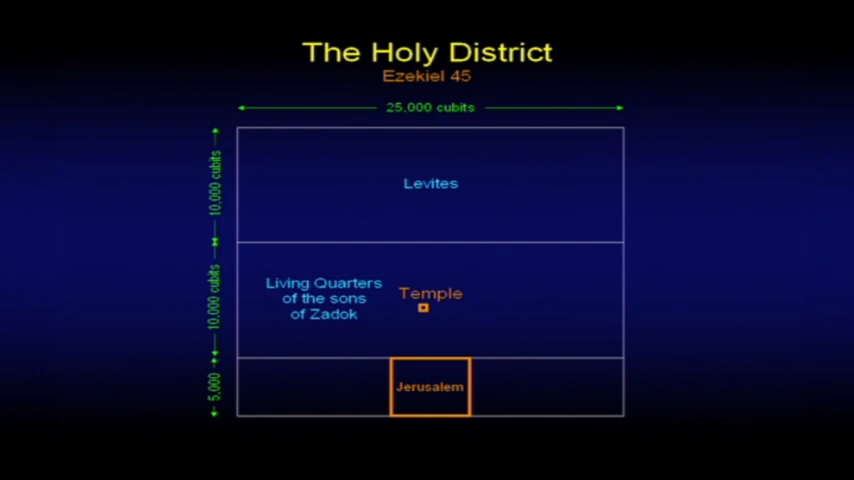 The Holy District
Ezekiel 45
25,000 cubits
10,000 cubits
Levites
10,000 cubits
Living Quarters
of the sons
of Zadok
Temple
5,000
Jerusalem